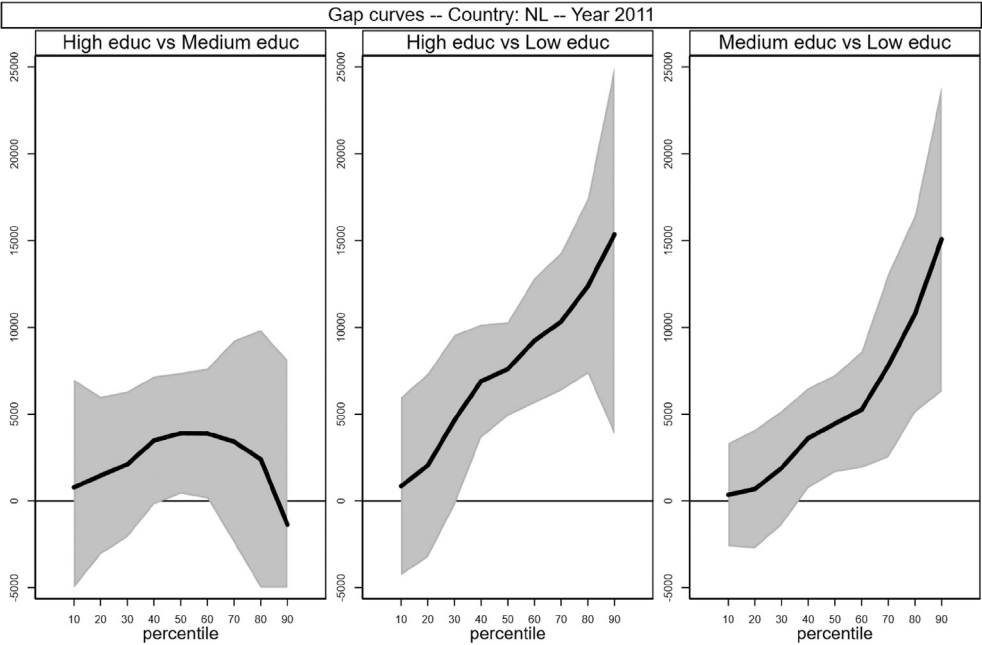 Gap curves -- Country: NL -- Year 2011
High educ vs Medium educ
High educ vs Low educ
Medium educ vs Low educ
25000
20000
15000
10000
5000
0
-5000
10 20 30 40 50 60 70 80 90
percentile
25000
20000
15000
10000
5000
0
-5000
10 20 30 40 50 60 70 80 90
percentile
25000
20000
15000
10000
5000
0
-5000
10 20 30 40 50 60 70 80 90
percentile